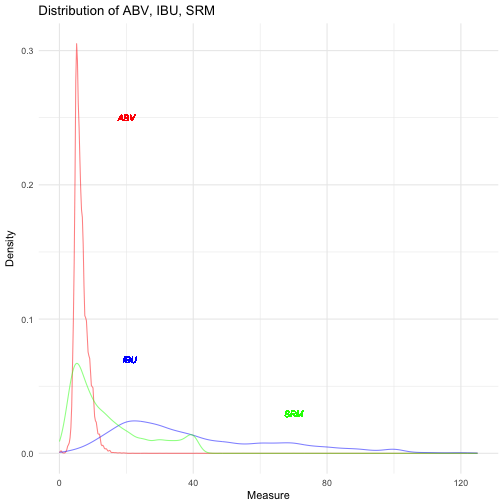 Distribution of ABV, IBU, SRM
0.3
ABV
0.2
Density
0.1
IBU
SRM
0.0
0
40
80
120
Measure